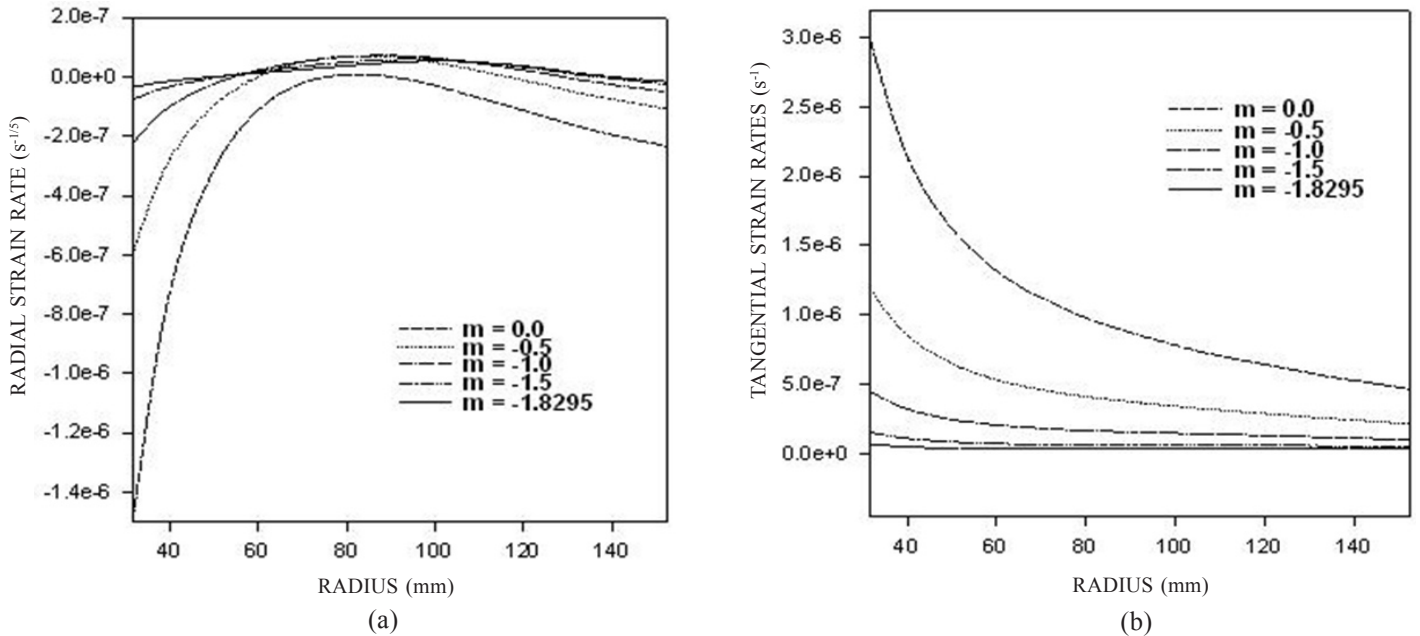 RADIAL STRAIN RATE (s-1/5)
2.0e-7
0.0e+0
-2.0e-7
-4.0e-7
-6.0e-7
-8.0e-7
-1.0e-6
-1.2e-6
-1.4e-6
m = 0.0
m = -0.5
m = -1.0
m = -1.5
m = -1.8295
40 60 80 100 120 140
RADIUS (mm)
(a)
TANGENTIAL STRAIN RATES (s-1)
3.0e-6
2.5e-6
2.0e-6
1.5e-6
1.0e-6
5.0e-7
0.0e+0
m = 0.0
m = -0.5
m = -1.0
m = -1.5
m = -1.8295
40 60 80 100 120 140
RADIUS (mm)
(b)